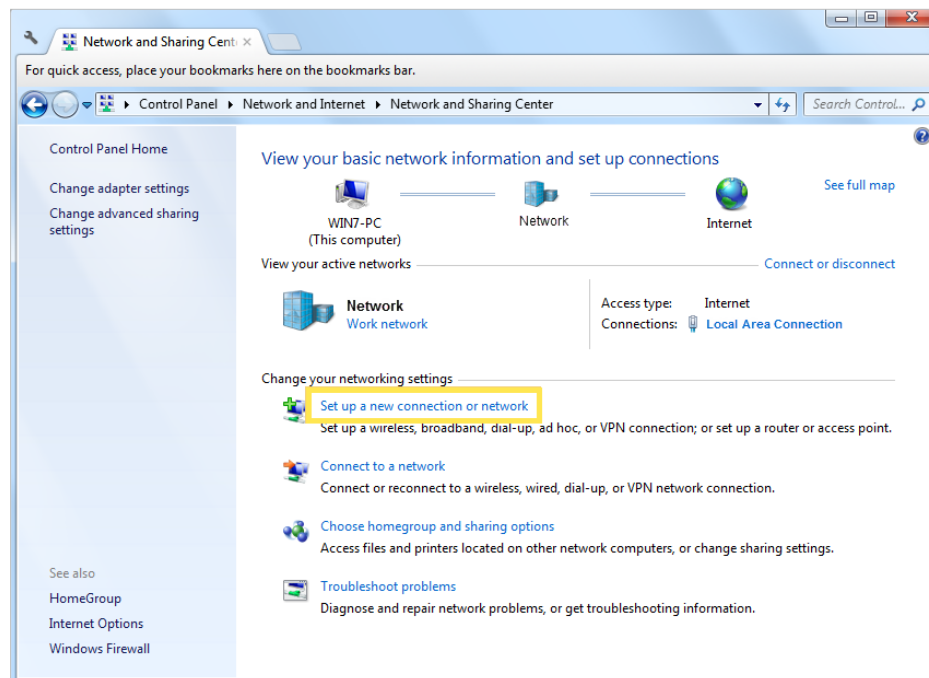 Network and Sharing Cent
For quick access, place your bookmarks here on the bookmarks bar.
Control Panel Network and Internet Network and Sharing Center
Search Control...
Control Panel Home
Change adapter settings
Change advanced sharing
settings
View your basic network information and set up connections
See full map
WIN7-PC
(This computer)
Network
Internet
View your active networks
Connect or disconnect
Network
Work network
Access type: Internet
Connections: Local Area Connection
Change your networking settings
Set up a new connection or network
Set up a wireless, broadband, dial-up, ad hoc, or VPN connection; or set up a router or access point.
Connect to a network
Connect or reconnect to a wireless, wired, dial-up, or VPN network connection.
Choose homegroup and sharing options
Access files and printers located on other network computers, or change sharing settings.
Troubleshoot problems
Diagnose and repair network problems, or get troubleshooting information.
See also
HomeGroup
Internet Options
Windows Firewall